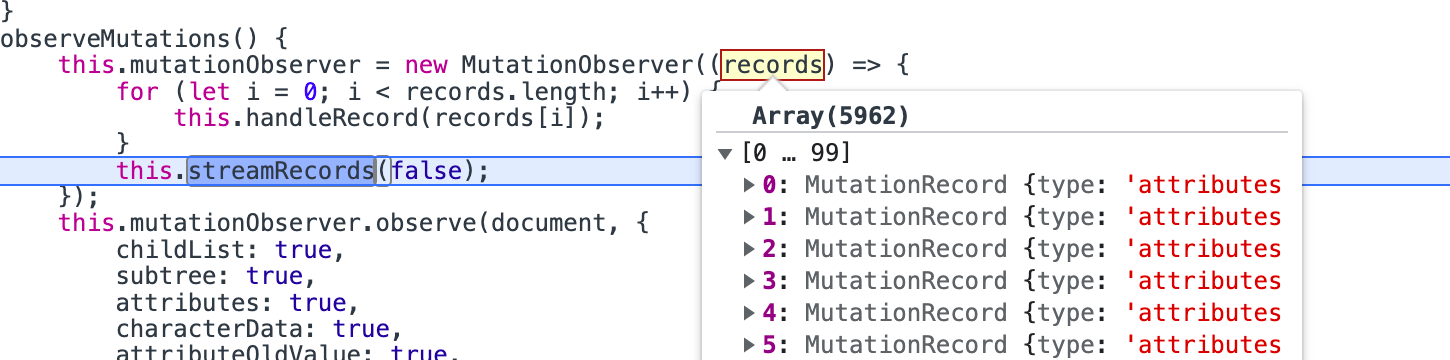 }
observeMutations() {
this.mutationObserver = new MutationObserver((records) => {
for (let i = 0; i < records.length; i++) {
this.handleRecord(records[i]);
}
this.streamRecords(false);
});
this.mutationObserver.observe(document, {
childList: true,
subtree: true,
attributes: true,
characterData: true,
attributeOldValue: true,
Array(5962)
▼ [0 … 99]
▶ 0: MutationRecord {type: 'attributes
▶ 1: MutationRecord {type: 'attributes
▶ 2: MutationRecord {type: 'attributes
▶ 3: MutationRecord {type: 'attributes
▶ 4: MutationRecord {type: 'attributes
▶ 5: MutationRecord {type: 'attributes